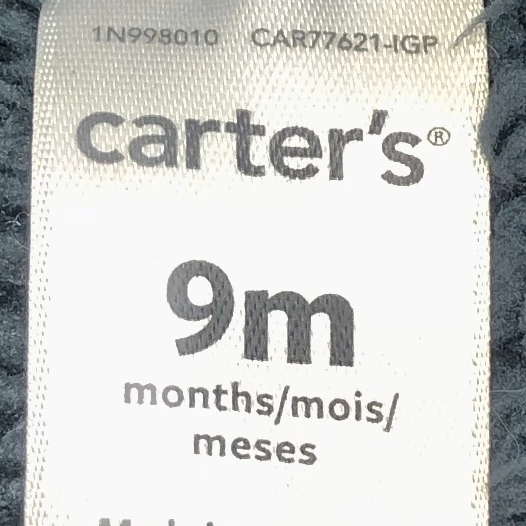 1N998010 CAR77621-IGP
carter's®
9m
months/mois/
meses